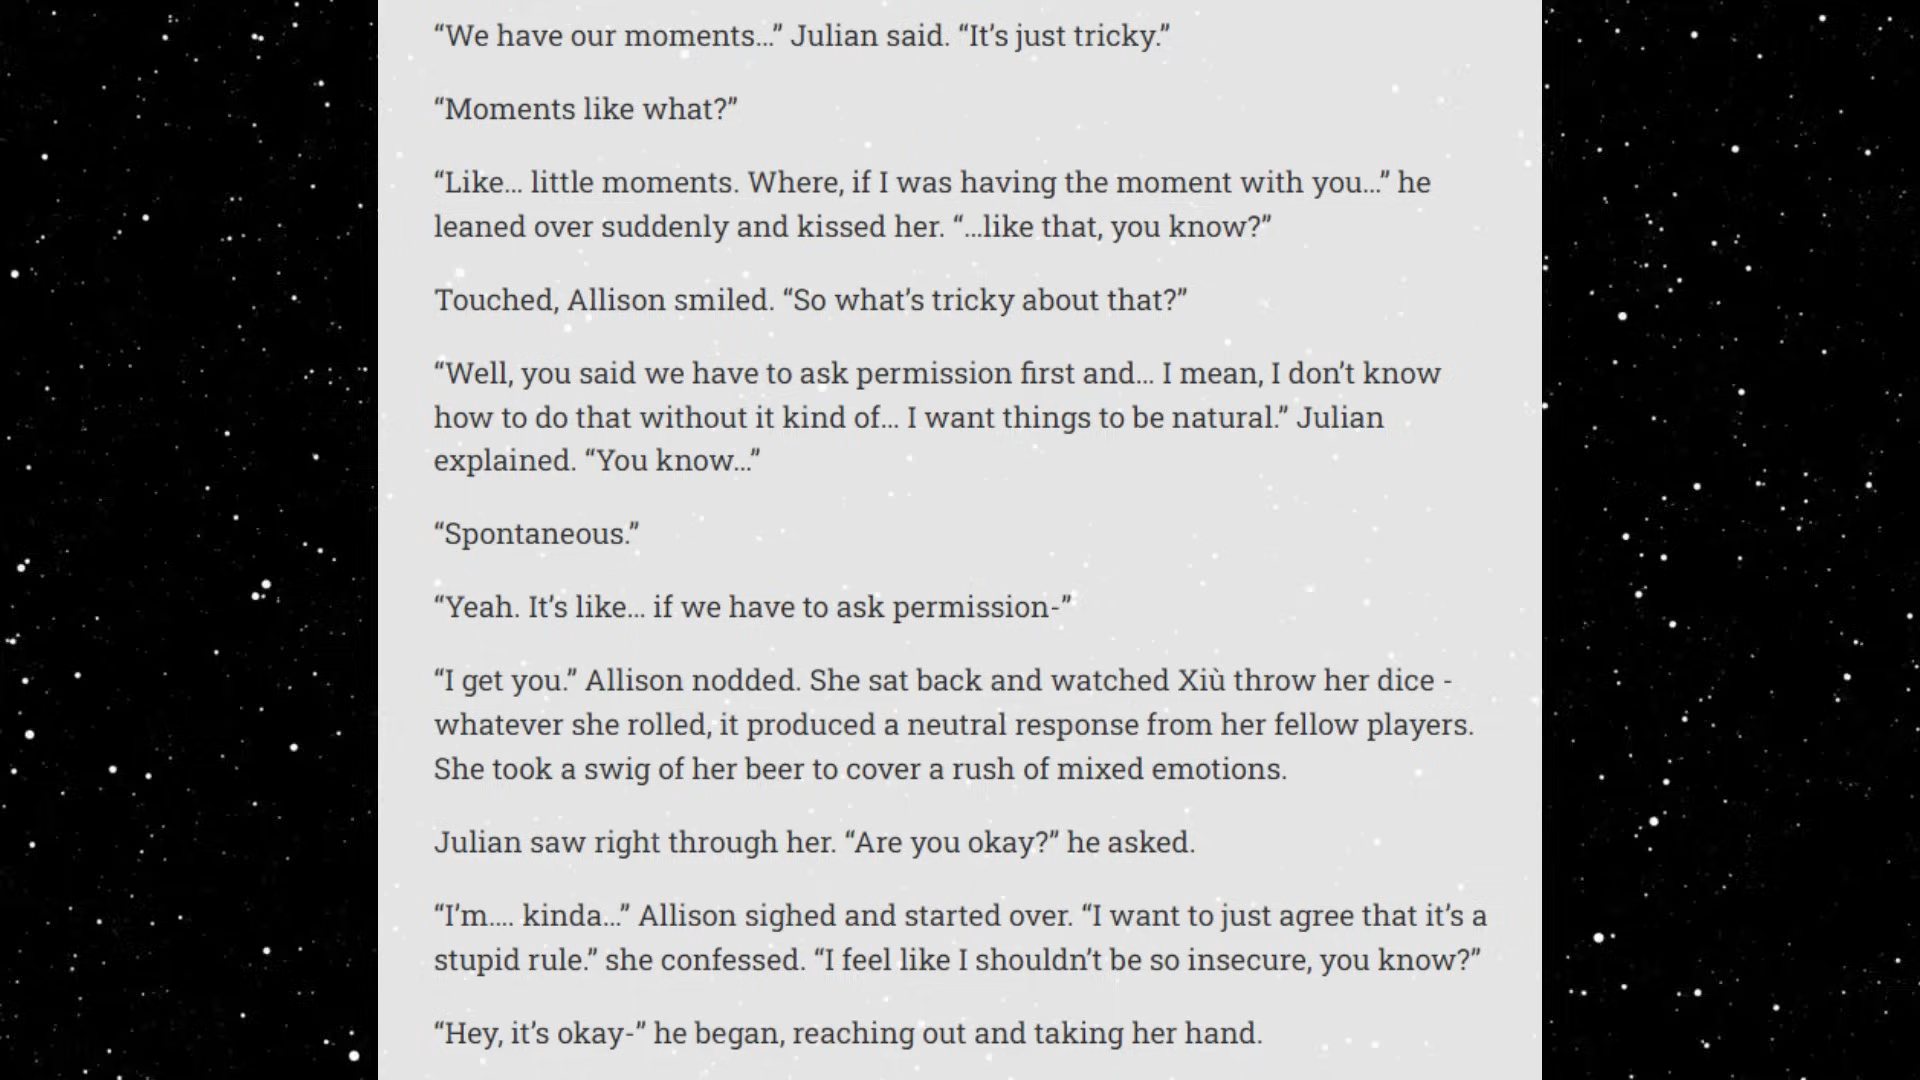 “We have our moments…” Julian said. “It’s just tricky.”
“Moments like what?”
“Like… little moments. Where, if I was having the moment with you…” he
leaned over suddenly and kissed her. “…like that, you know?”
Touched, Allison smiled. “So what’s tricky about that?”
“Well, you said we have to ask permission first and… I mean, I don’t know
how to do that without it kind of… I want things to be natural.” Julian
explained. “You know…”
“Spontaneous.”
“Yeah. It’s like… if we have to ask permission-”
“I get you.” Allison nodded. She sat back and watched Xiù throw her dice -
whatever she rolled, it produced a neutral response from her fellow players.
She took a swig of her beer to cover a rush of mixed emotions.
Julian saw right through her. “Are you okay?” he asked.
“I’m…. kinda…” Allison sighed and started over. “I want to just agree that it’s a
stupid rule.” she confessed. “I feel like I shouldn’t be so insecure, you know?”
“Hey, it’s okay-” he began, reaching out and taking her hand.